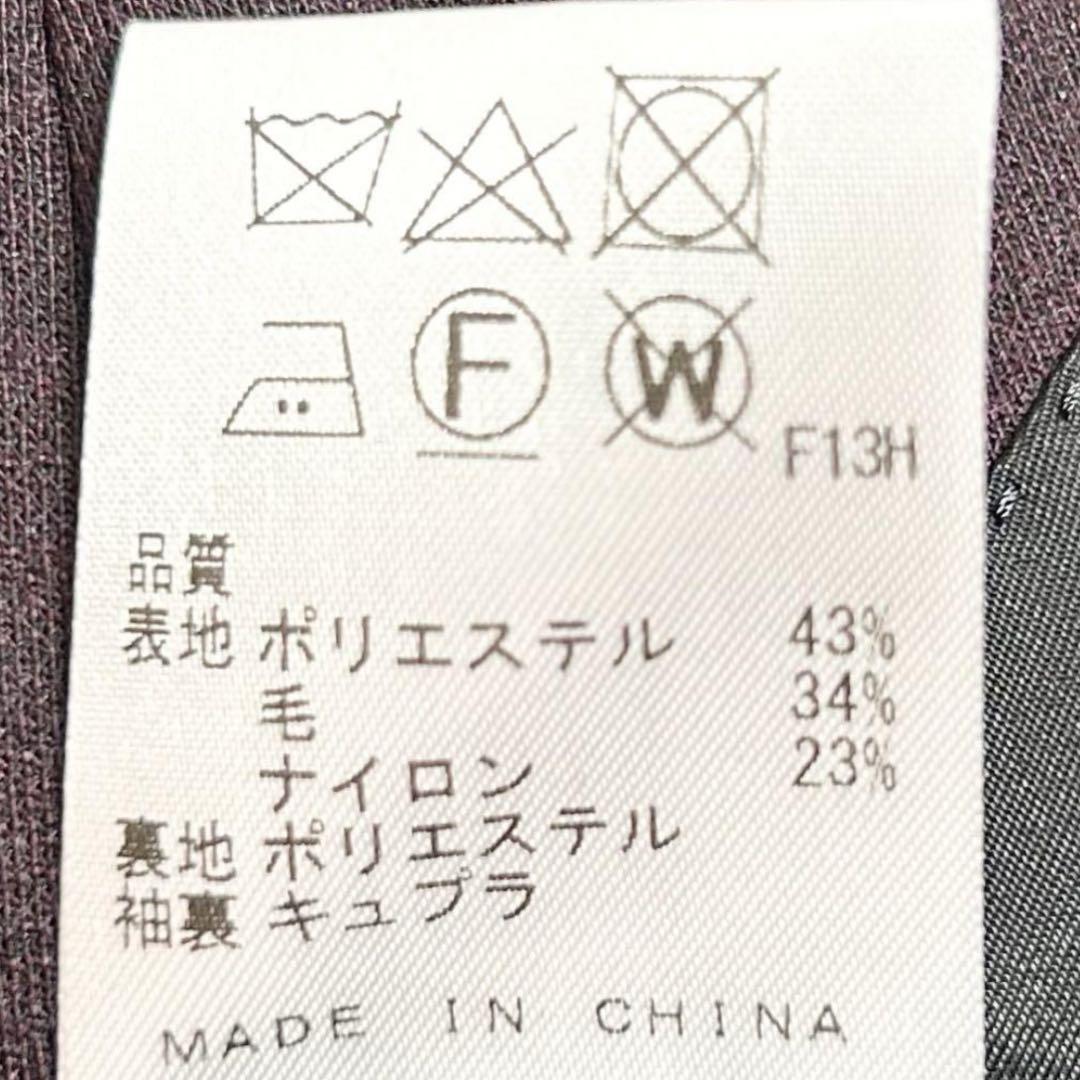 F
W
F13H
品質
表地 ポリエステル 43%
毛 34%
ナイロン 23%
裏地 ポリエステル
袖裏 キュプラ
MADE IN CHINA